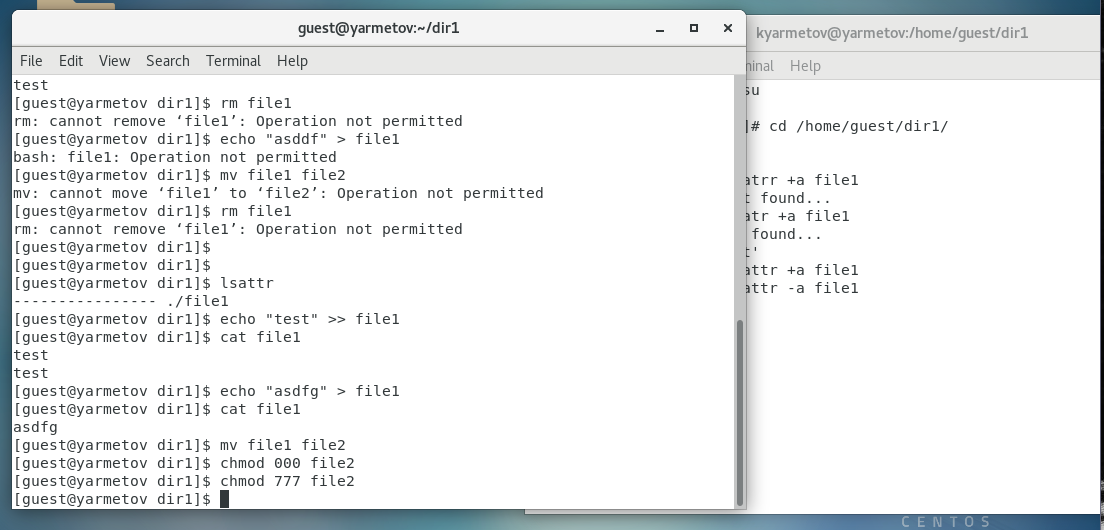 guest@yarmetov:~/dir1
File Edit View Search Terminal Help
test
[guest@yarmetov dir1]$ rm file1
rm: cannot remove ‘file1’: Operation not permitted
[guest@yarmetov dir1]$ echo "asddf" > file1
bash: file1: Operation not permitted
[guest@yarmetov dir1]$ mv file1 file2
mv: cannot move ‘file1’ to ‘file2’: Operation not permitted
[guest@yarmetov dir1]$ rm file1
rm: cannot remove ‘file1’: Operation not permitted
[guest@yarmetov dir1]$
[guest@yarmetov dir1]$
[guest@yarmetov dir1]$ lsattr
---------------- ./file1
[guest@yarmetov dir1]$ echo "test" >> file1
[guest@yarmetov dir1]$ cat file1
test
test
[guest@yarmetov dir1]$ echo "asdfg" > file1
[guest@yarmetov dir1]$ cat file1
asdfg
[guest@yarmetov dir1]$ mv file1 file2
[guest@yarmetov dir1]$ chmod 000 file2
[guest@yarmetov dir1]$ chmod 777 file2
[guest@yarmetov dir1]$
kyarmetov@yarmetov:/home/guest/dir1
minal Help
su
]# cd /home/guest/dir1/
atrr +a file1
t found...
atr +a file1
found...
t'
attr +a file1
attr -a file1
CENTOS